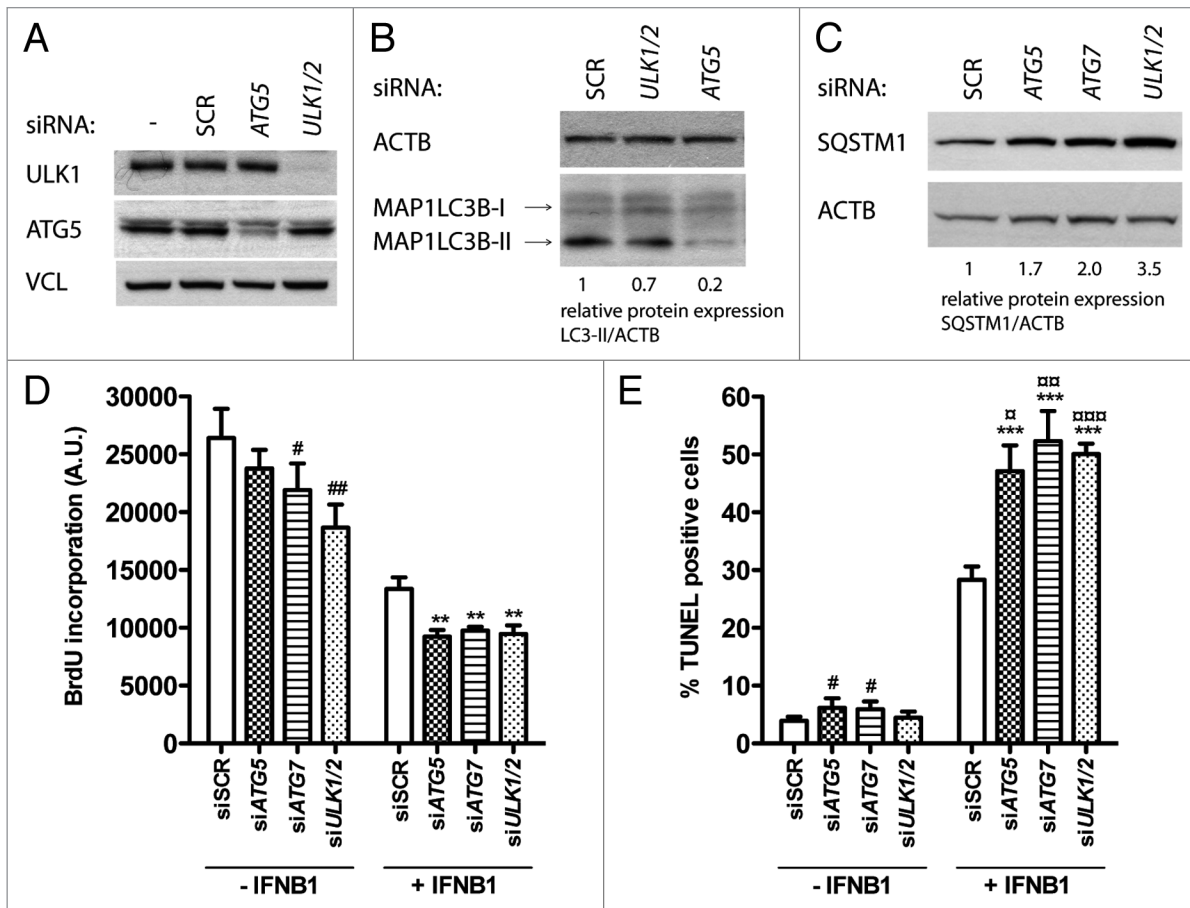 A
siRNA:
-
SCR
ATG5
ULK1/2
ULK1
ATG5
VCL
B
siRNA:
SCR
ULK1/2
ATG5
ACTB
MAP1LC3B-I
MAP1LC3B-II
1 0.7 0.2
relative protein expression
LC3-II/ACTB
C
siRNA:
SCR
ATG5
ATG7
ULK1/2
SQSTM1
ACTB
1 1.7 2.0 3.5
relative protein expression
SQSTM1/ACTB
D
BrdU incorporation (A.U.)
30000
25000
20000
15000
10000
5000
0
#
##
** ** **
siSCR
siATG5
siATG7
siULK1/2
siSCR
siATG5
siATG7
siULK1/2
- IFNB1
+ IFNB1
E
% TUNEL positive cells
60
50
40
30
20
10
0
# #
¤
***
¤¤
***
¤¤¤
***
siSCR
siATG5
siATG7
siULK1/2
siSCR
siATG5
siATG7
siULK1/2
- IFNB1
+ IFNB1